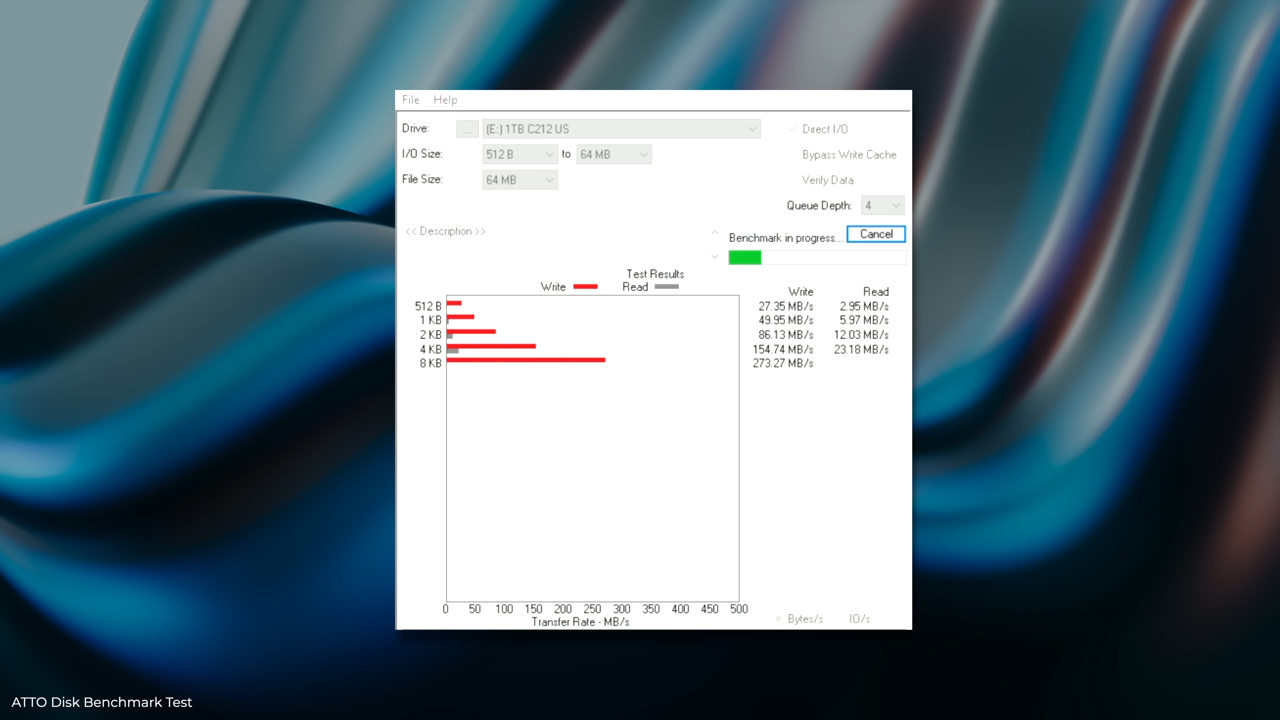 File Help
Drive: ... (E:) 1TB C212 US Direct I/O
I/O Size: 512 B to 64 MB Bypass Write Cache
File Size: 64 MB Verify Data
Queue Depth: 4
<< Description >> Benchmark in progress... Cancel
Test Results
Write Read Write Read
512 B 27.35 MB/s 2.95 MB/s
1 KB 49.95 MB/s 5.97 MB/s
2 KB 86.13 MB/s 12.03 MB/s
4 KB 154.74 MB/s 23.18 MB/s
8 KB 273.27 MB/s
0 50 100 150 200 250 300 350 400 450 500
Transfer Rate - MB/s Bytes/s IO/s
ATTO Disk Benchmark Test